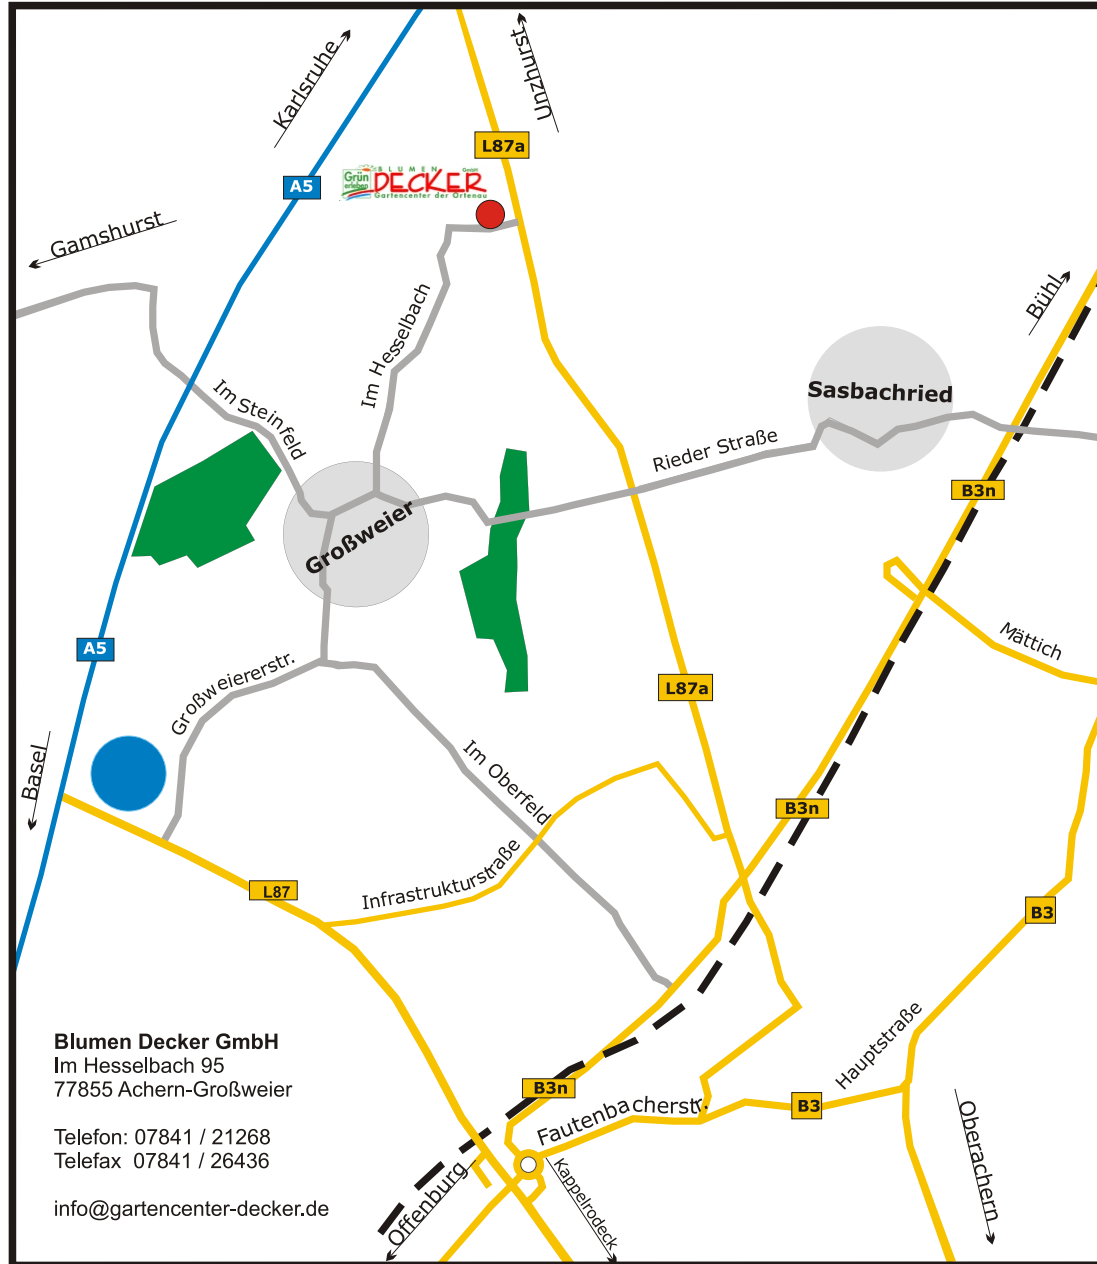 Karlsruhe
Unzhurst
L87a
A5
BLUMEN GmbH
Grün
erleben
DECKER
Gartencenter der Ortenau
Gamshurst
Bühl
Im Hesselbach
Im Steinfeld
Sasbachried
Rieder Straße
B3n
Großweier
Mättich
A5
Großweiererstr.
L87a
Basel
Im Oberfeld
B3n
Infrastrukturstraße
L87
B3
Blumen Decker GmbH
Im Hesselbach 95
77855 Achern-Großweier
Telefon: 07841 / 21268
Telefax 07841 / 26436
info@gartencenter-decker.de
Hauptstraße
B3n
B3
Fautenbacherstr.
Oberachern
Kappelrodeck
Offenburg